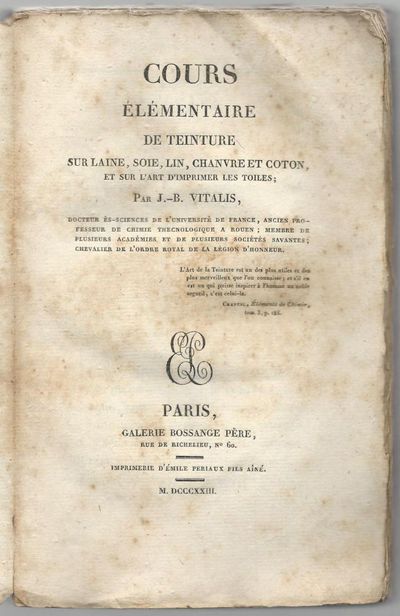 COURS
ÉLÉMENTAIRE
DE TEINTURE
SUR LAINE, SOIE, LIN, CHANVRE ET COTON,
ET SUR L'ART D'IMPRIMER LES TOILES;
PAR J.-B. VITALIS,
DOCTEUR ÈS-SCIENCES DE L'UNIVERSITÉ DE FRANCE, ANCIEN PRO-
FESSEUR DE CHIMIE THECNOLOGIQUE A ROUEN; MEMBRE DE
PLUSIEURS ACADÉMIES ET DE PLUSIEURS SOCIÉTÉS SAVANTES;
CHEVALIER DE L'ORDRE ROYAL DE LA LÉGION D'HONNEUR.
L'Art de la Teinture est un des plus utiles et des
plus merveilleux que l'on connaisse; et s'il en
est un qui puisse inspirer à l'homme un noble
orgueil, c'est celui-là.
CHAPTAL, Élémens de Chimie,
tom. 3, p.
PARIS,
GALERIE BOSSANGE PÈRE,
RUE DE RICHELIEU, N° 60.
IMPRIMERIE D'ÉMILE PERIAUX FILS AÎNÉ.
M. DCCCXXIII.